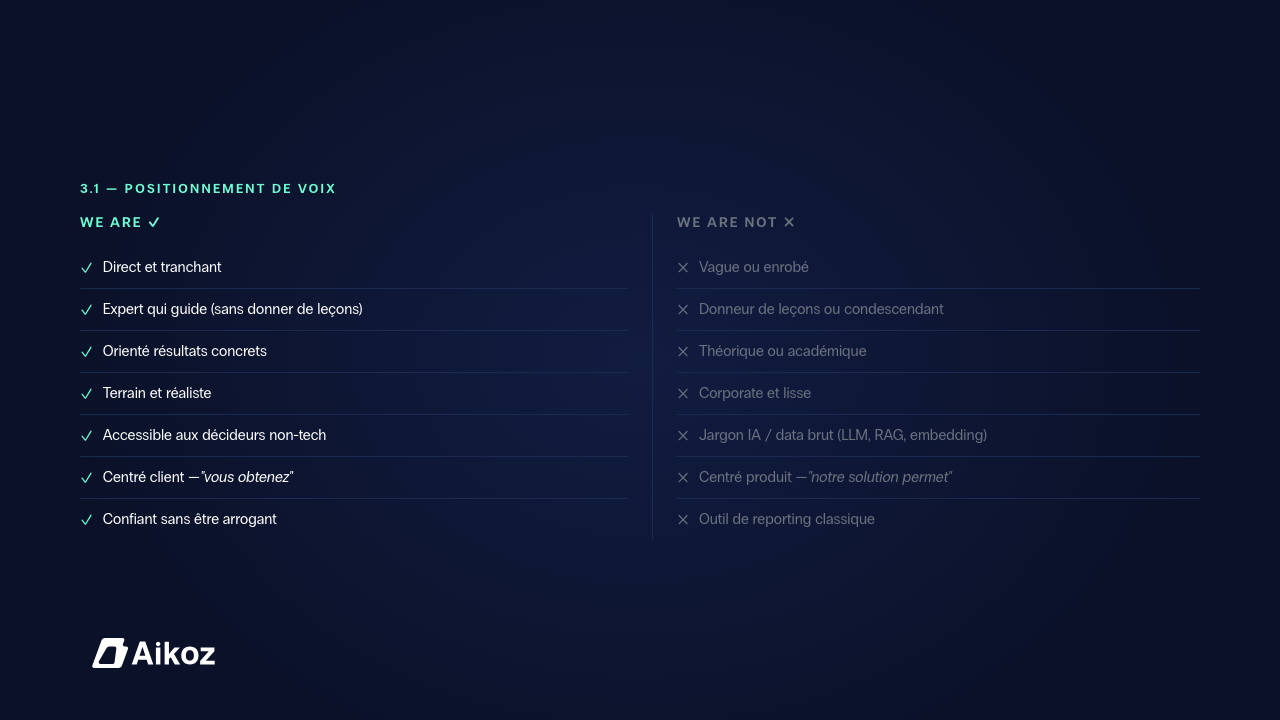 3.1 — POSITIONNEMENT DE VOIX
WE ARE ✓
✓ Direct et tranchant
✓ Expert qui guide (sans donner de leçons)
✓ Orienté résultats concrets
✓ Terrain et réaliste
✓ Accessible aux décideurs non-tech
✓ Centré client —"vous obtenez"
✓ Confiant sans être arrogant
WE ARE NOT ✕
✕ Vague ou enrobé
✕ Donneur de leçons ou condescendant
✕ Théorique ou académique
✕ Corporate et lisse
✕ Jargon IA / data brut (LLM, RAG, embedding)
✕ Centré produit —"notre solution permet"
✕ Outil de reporting classique
Aikoz